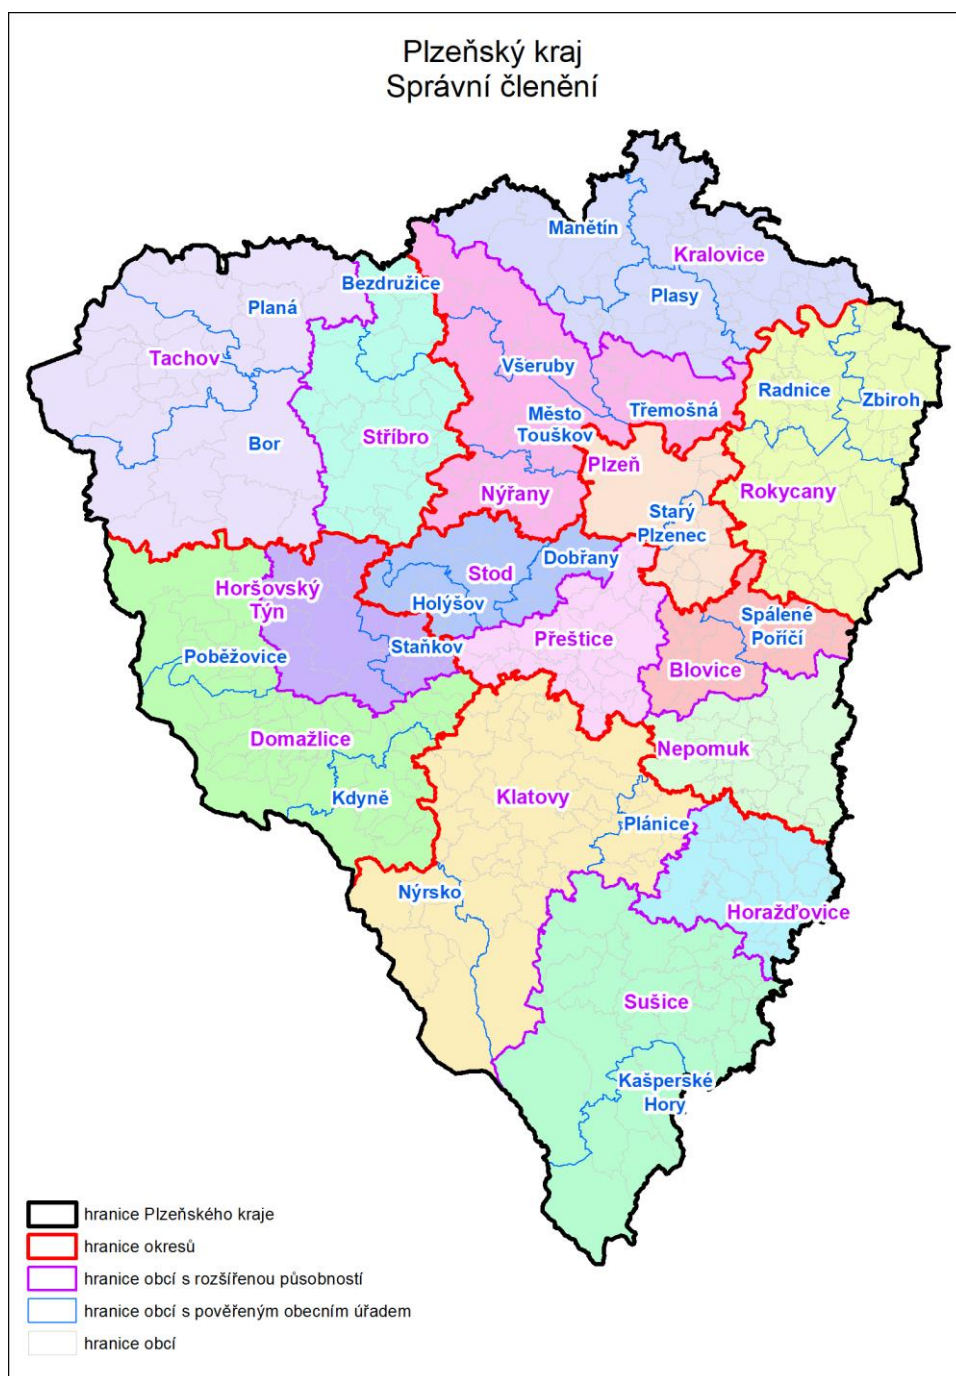 Plzeňský kraj
Správní členění
Manětín
Kralovice
Bezdružice
Plasy
Planá
Tachov
Všeruby
Radnice
Zbiroh
Město
Touškov
Třemošná
Bor
Stříbro
Plzeň
Nýřany
Rokycany
Starý
Plzenec
Dobřany
Stod
Horšovský
Týn
Holýšov
Spálené
Poříčí
Přeštice
Staňkov
Poběžovice
Blovice
Domažlice
Nepomuk
Kdyně
Klatovy
Plánice
Nýrsko
Horažďovice
Sušice
Kašperské
Hory
hranice Plzeňského kraje
hranice okresů
hranice obcí s rozšířenou působností
hranice obcí s pověřeným obecním úřadem
hranice obcí